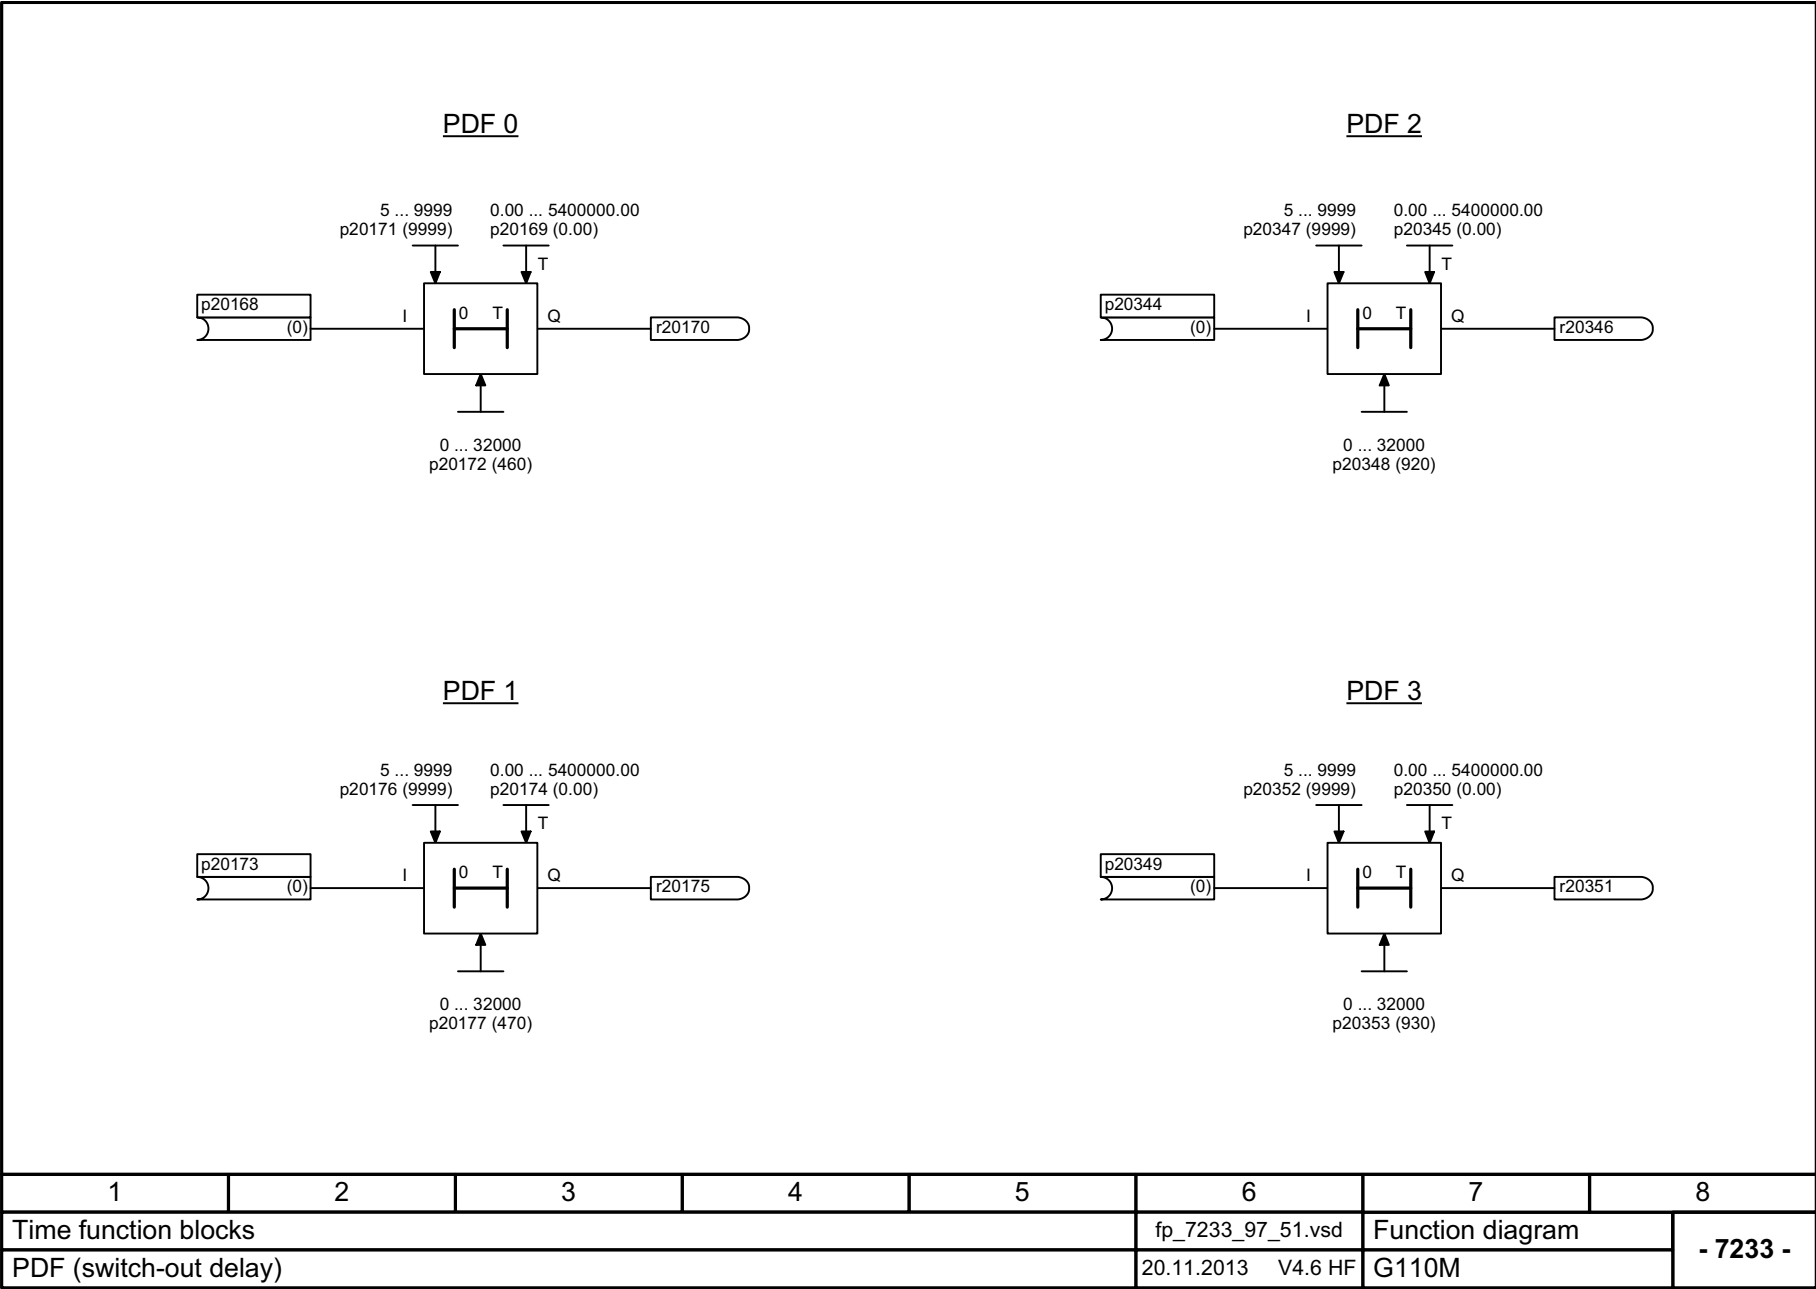 PDF 0
5 ... 9999
p20171 (9999)
0.00 ... 5400000.00
p20169 (0.00)
T
p20168
(0)
I
0 T
Q
r20170
0 ... 32000
p20172 (460)
PDF 2
5 ... 9999
p20347 (9999)
0.00 ... 5400000.00
p20345 (0.00)
T
p20344
(0)
I
0 T
Q
r20346
0 ... 32000
p20348 (920)
PDF 1
5 ... 9999
p20176 (9999)
0.00 ... 5400000.00
p20174 (0.00)
T
p20173
(0)
I
0 T
Q
r20175
0 ... 32000
p20177 (470)
PDF 3
5 ... 9999
p20352 (9999)
0.00 ... 5400000.00
p20350 (0.00)
T
p20349
(0)
I
0 T
Q
r20351
0 ... 32000
p20353 (930)
1 2 3 4 5 6 7 8
Time function blocks
fp_7233_97_51.vsd
Function diagram
- 7233 -
PDF (switch-out delay)
20.11.2013 V4.6 HF
G110M